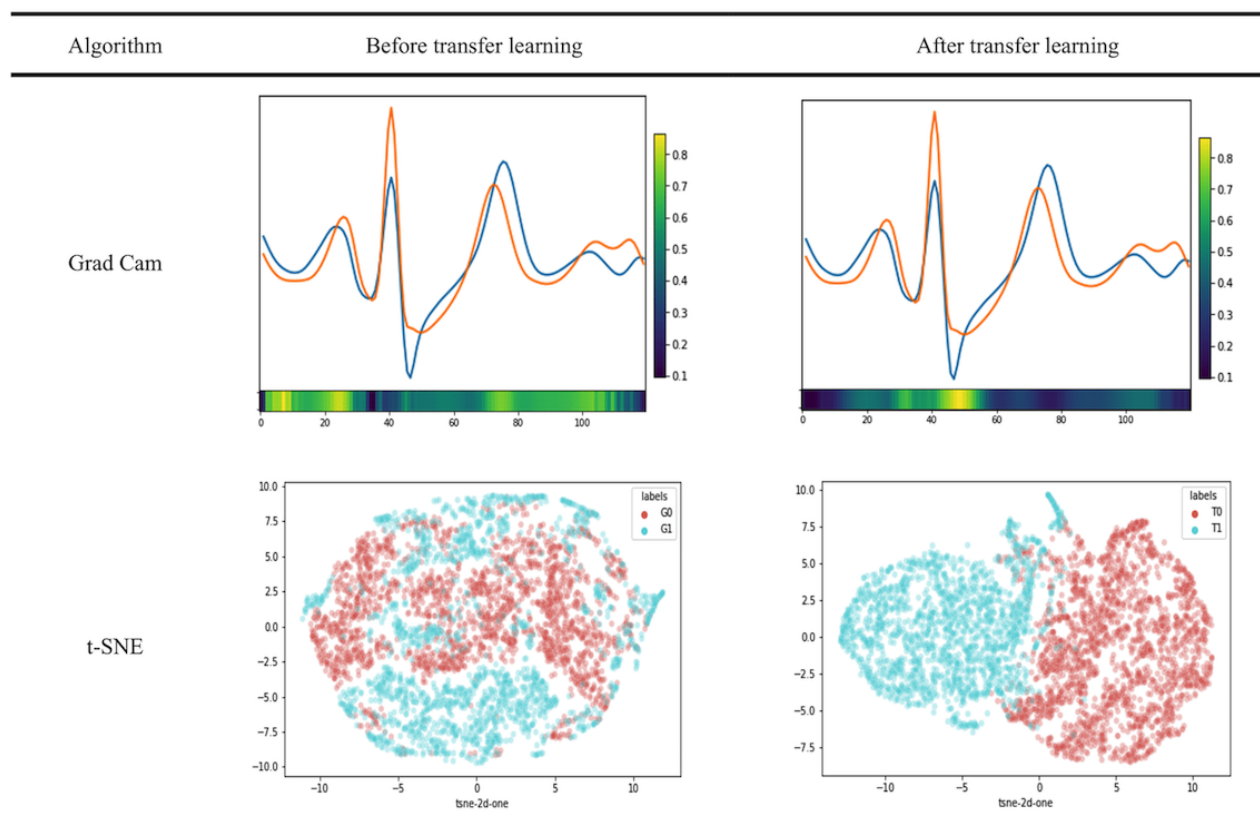 Algorithm Before transfer learning After transfer learning
Grad Cam
0.8
0.7
0.6
0.5
0.4
0.3
0.2
0.1
0 20 40 60 80 100
0.8
0.7
0.6
0.5
0.4
0.3
0.2
0.1
0 20 40 60 80 100
t-SNE
10.0
7.5
5.0
2.5
0.0
−2.5
−5.0
−7.5
−10.0
labels
G0
G1
−10 −5 0 5 10
tsne-2d-one
10.0
7.5
5.0
2.5
0.0
−2.5
−5.0
−7.5
labels
T0
T1
−10 −5 0 5 10
tsne-2d-one